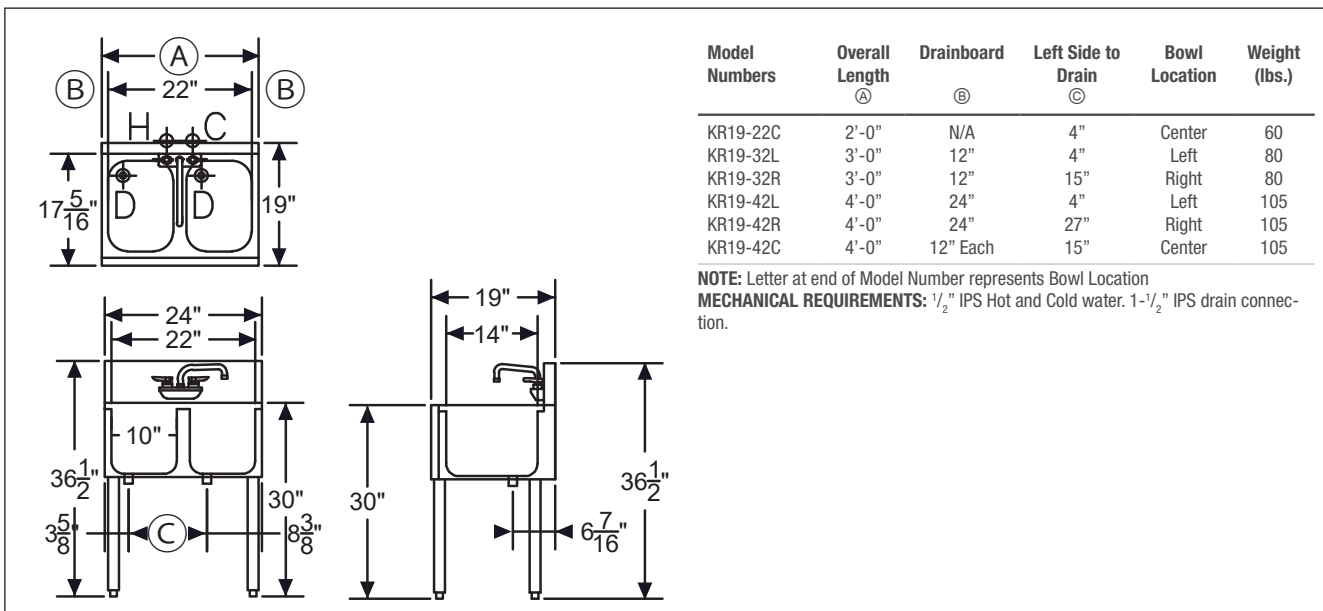 A
B 22" B
H C
D D
17 5/16" 19"
24"
22"
10"
36 1/2" 30"
3 5/8" C 8 3/8"
19"
14"
30" 36 1/2"
6 7/16"
Model Numbers Overall Length Ⓐ Drainboard Ⓑ Left Side to Drain Ⓒ Bowl Location Weight (lbs.)
KR19-22C 2’-0” N/A 4” Center 60
KR19-32L 3’-0” 12” 4” Left 80
KR19-32R 3’-0” 12” 15” Right 80
KR19-42L 4’-0” 24” 4” Left 105
KR19-42R 4’-0” 24” 27” Right 105
KR19-42C 4’-0” 12” Each 15” Center 105
NOTE: Letter at end of Model Number represents Bowl Location
MECHANICAL REQUIREMENTS: 1/2” IPS Hot and Cold water. 1-1/2” IPS drain connec-
tion.